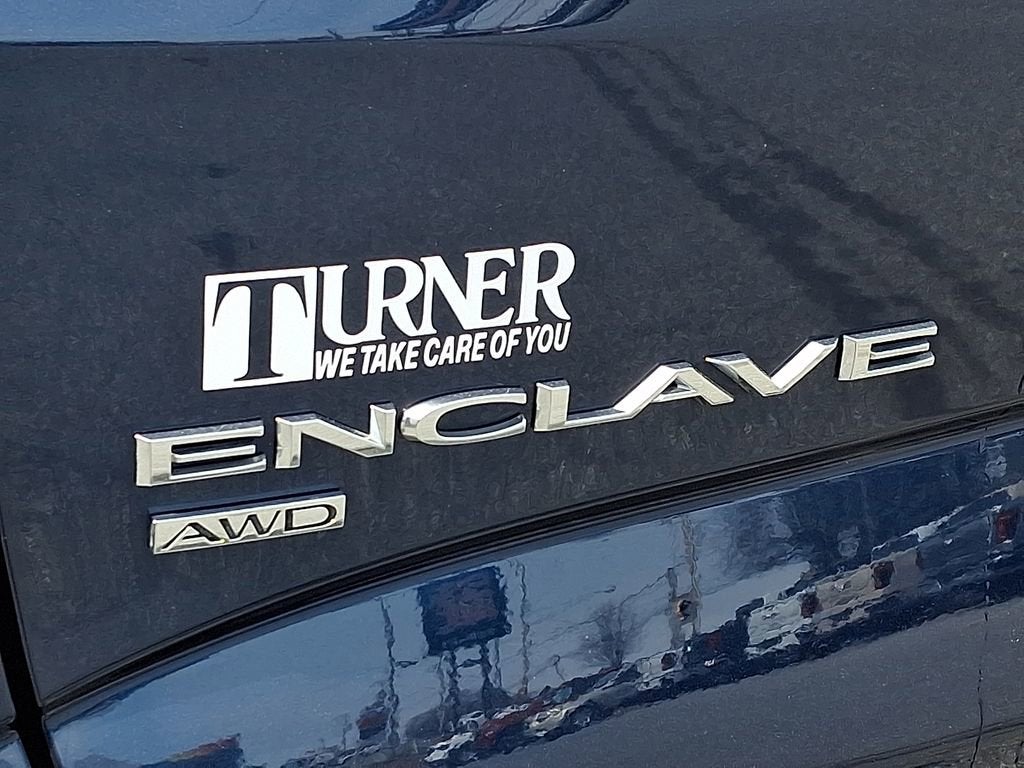 TURNER
WE TAKE CARE OF YOU
ENCLAVE
AWD